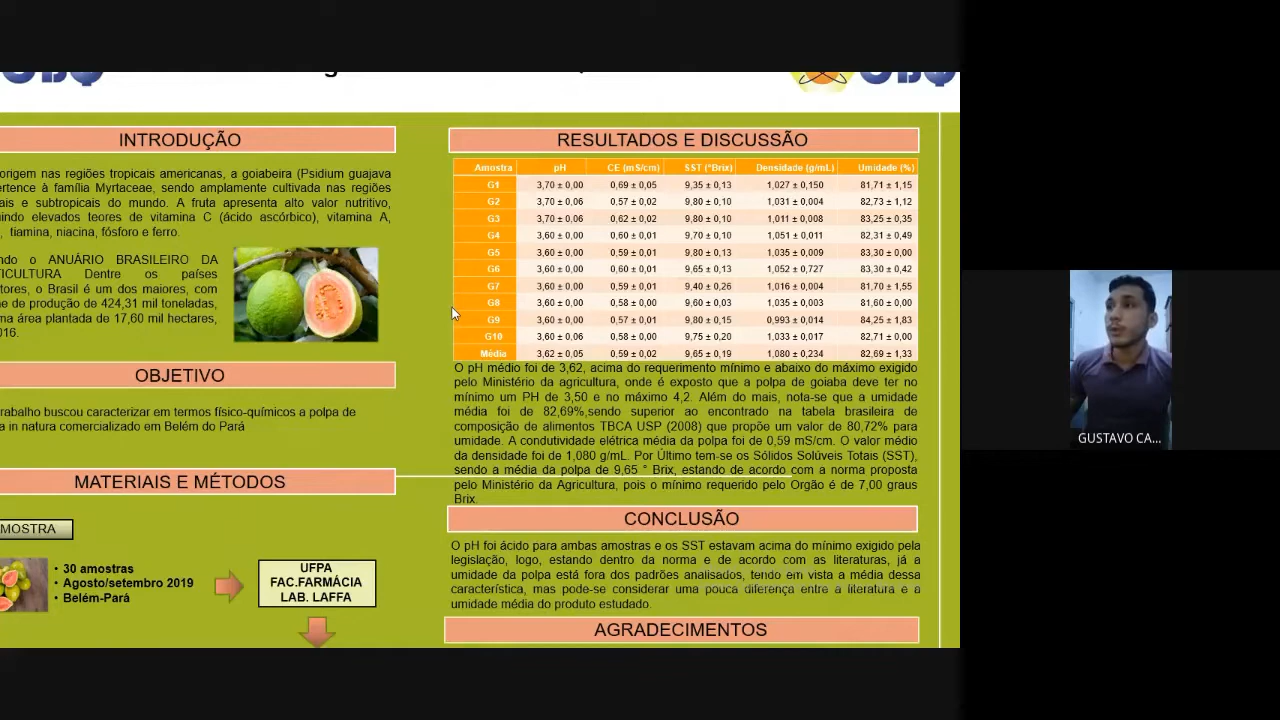 INTRODUÇÃO
origem nas regiões tropicais americanas, a goiabeira (Psidium guajava
ertence à família Myrtaceae, sendo amplamente cultivada nas regiões
ais e subtropicais do mundo. A fruta apresenta alto valor nutritivo,
indo elevados teores de vitamina C (ácido ascórbico), vitamina A,
, tiamina, niacina, fósforo e ferro.
ndo o ANUÁRIO BRASILEIRO DA
TICULTURA Dentre os países
tores, o Brasil é um dos maiores, com
e de produção de 424,31 mil toneladas,
ma área plantada de 17,60 mil hectares,
016.
OBJETIVO
rabalho buscou caracterizar em termos físico-químicos a polpa de
a in natura comercializado em Belém do Pará
MATERIAIS E MÉTODOS
MOSTRA
• 30 amostras
• Agosto/setembro 2019
• Belém-Pará
UFPA
FAC.FARMÁCIA
LAB. LAFFA
RESULTADOS E DISCUSSÃO
Amostra pH CE (mS/cm) SST (°Brix) Densidade (g/mL) Umidade (%)
G1 3,70 ± 0,00 0,69 ± 0,05 9,35 ± 0,13 1,027 ± 0,150 81,71 ± 1,15
G2 3,70 ± 0,06 0,57 ± 0,02 9,80 ± 0,10 1,031 ± 0,004 82,73 ± 1,12
G3 3,70 ± 0,06 0,62 ± 0,02 9,80 ± 0,10 1,011 ± 0,008 83,25 ± 0,35
G4 3,60 ± 0,00 0,60 ± 0,01 9,70 ± 0,10 1,051 ± 0,011 82,31 ± 0,49
G5 3,60 ± 0,00 0,59 ± 0,01 9,80 ± 0,13 1,035 ± 0,009 83,30 ± 0,00
G6 3,60 ± 0,00 0,60 ± 0,01 9,65 ± 0,13 1,052 ± 0,727 83,30 ± 0,42
G7 3,60 ± 0,06 0,59 ± 0,01 9,40 ± 0,26 1,016 ± 0,004 81,70 ± 1,55
G8 3,60 ± 0,00 0,58 ± 0,00 9,60 ± 0,03 1,035 ± 0,003 81,60 ± 0,00
G9 3,60 ± 0,00 0,57 ± 0,01 9,80 ± 0,15 0,993 ± 0,014 84,25 ± 1,83
G10 3,60 ± 0,06 0,58 ± 0,00 9,75 ± 0,20 1,033 ± 0,017 82,71 ± 0,00
Média 3,62 ± 0,05 0,59 ± 0,02 9,65 ± 0,19 1,080 ± 0,234 82,69 ± 1,33
O pH médio foi de 3,62, acima do requerimento mínimo e abaixo do máximo exigido
pelo Ministério da agricultura, onde é exposto que a polpa de goiaba deve ter no
mínimo um PH de 3,50 e no máximo 4,2. Além do mais, nota-se que a umidade
média foi de 82,69%,sendo superior ao encontrado na tabela brasileira de
composição de alimentos TBCA USP (2008) que propõe um valor de 80,72% para
umidade. A condutividade elétrica média da polpa foi de 0,59 mS/cm. O valor médio
da densidade foi de 1,080 g/mL. Por Último tem-se os Sólidos Solúveis Totais (SST),
sendo a média da polpa de 9,65 ° Brix, estando de acordo com a norma proposta
pelo Ministério da Agricultura, pois o mínimo requerido pelo Orgão é de 7,00 graus
Brix.
CONCLUSÃO
O pH foi ácido para ambas amostras e os SST estavam acima do mínimo exigido pela
legislação, logo, estando dentro da norma e de acordo com as literaturas, já a
umidade da polpa está fora dos padrões analisados, tendo em vista a média dessa
característica, mas pode-se considerar uma pouca diferença entre a literatura e a
umidade média do produto estudado.
AGRADECIMENTOS
GUSTAVO CA...